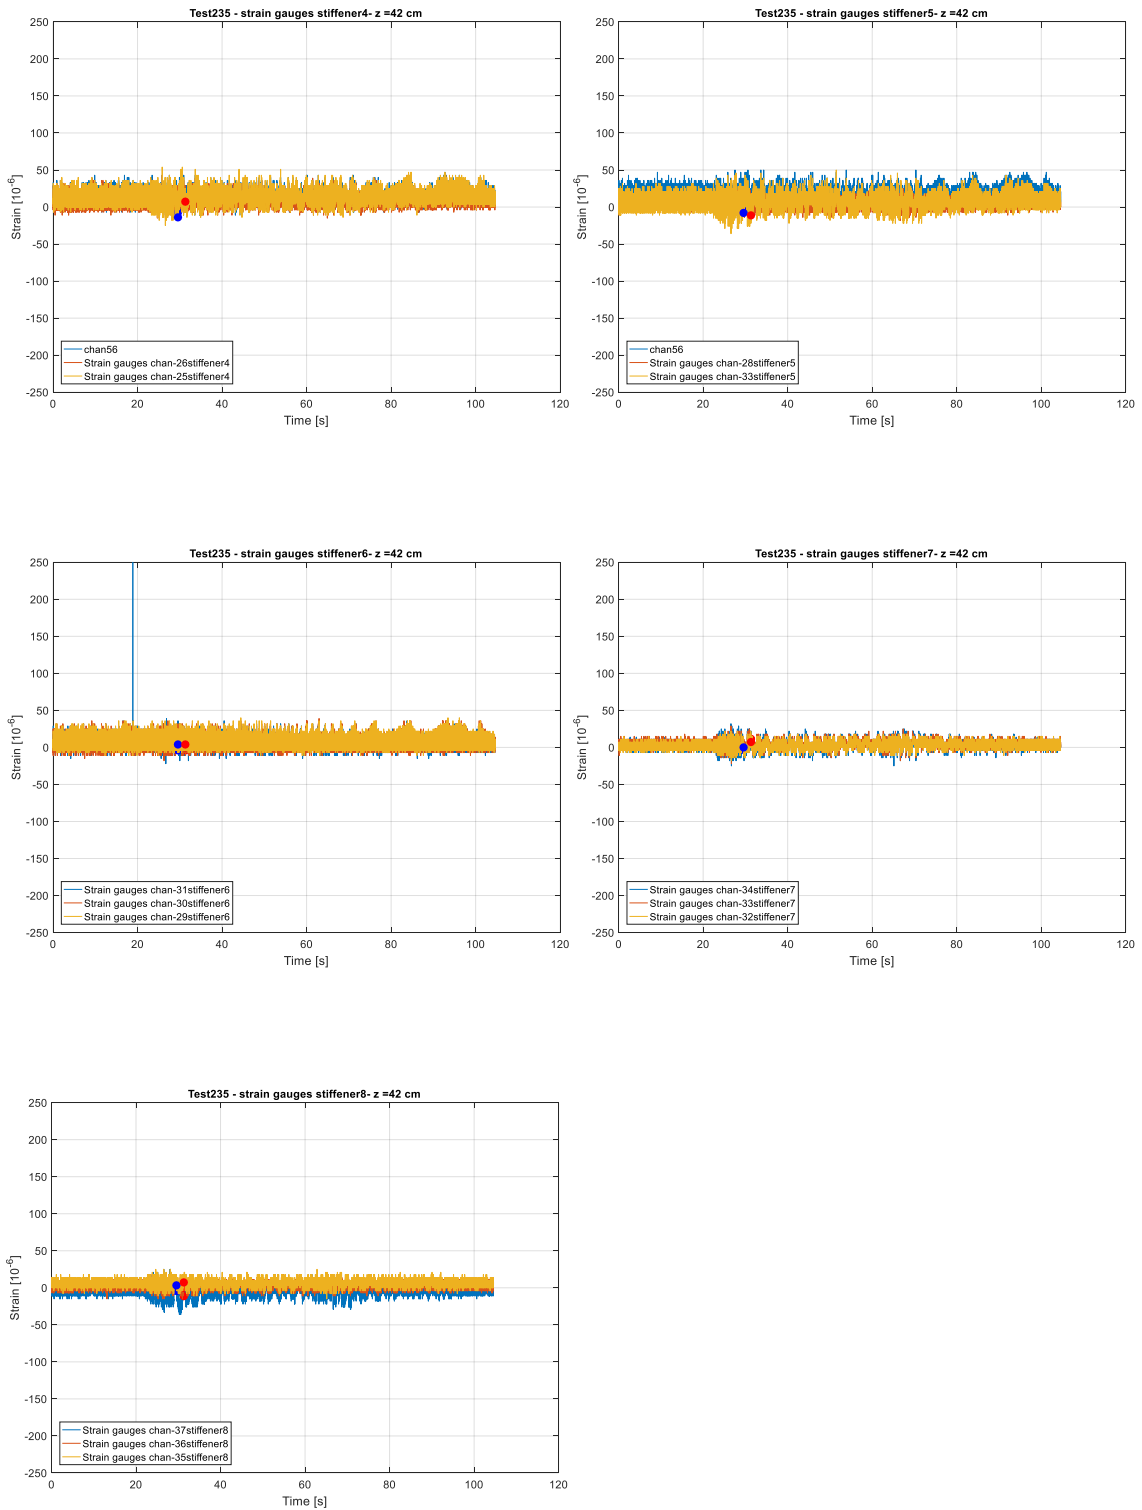 Test235 - strain gauges stiffener4- z =42 cm
250
200
150
100
50
0
-50
-100
-150
-200
-250
Strain [10^-6]
chan56
Strain gauges chan-26stiffener4
Strain gauges chan-25stiffener4
0 20 40 60 80 100 120
Time [s]
Test235 - strain gauges stiffener5- z =42 cm
250
200
150
100
50
0
-50
-100
-150
-200
-250
Strain [10^-6]
chan56
Strain gauges chan-28stiffener5
Strain gauges chan-33stiffener5
0 20 40 60 80 100 120
Time [s]
Test235 - strain gauges stiffener6- z =42 cm
250
200
150
100
50
0
-50
-100
-150
-200
-250
Strain [10^-6]
Strain gauges chan-31stiffener6
Strain gauges chan-30stiffener6
Strain gauges chan-29stiffener6
0 20 40 60 80 100 120
Time [s]
Test235 - strain gauges stiffener7- z =42 cm
250
200
150
100
50
0
-50
-100
-150
-200
-250
Strain [10^-6]
Strain gauges chan-34stiffener7
Strain gauges chan-33stiffener7
Strain gauges chan-32stiffener7
0 20 40 60 80 100 120
Time [s]
Test235 - strain gauges stiffener8- z =42 cm
250
200
150
100
50
0
-50
-100
-150
-200
-250
Strain [10^-6]
Strain gauges chan-37stiffener8
Strain gauges chan-36stiffener8
Strain gauges chan-35stiffener8
0 20 40 60 80 100 120
Time [s]